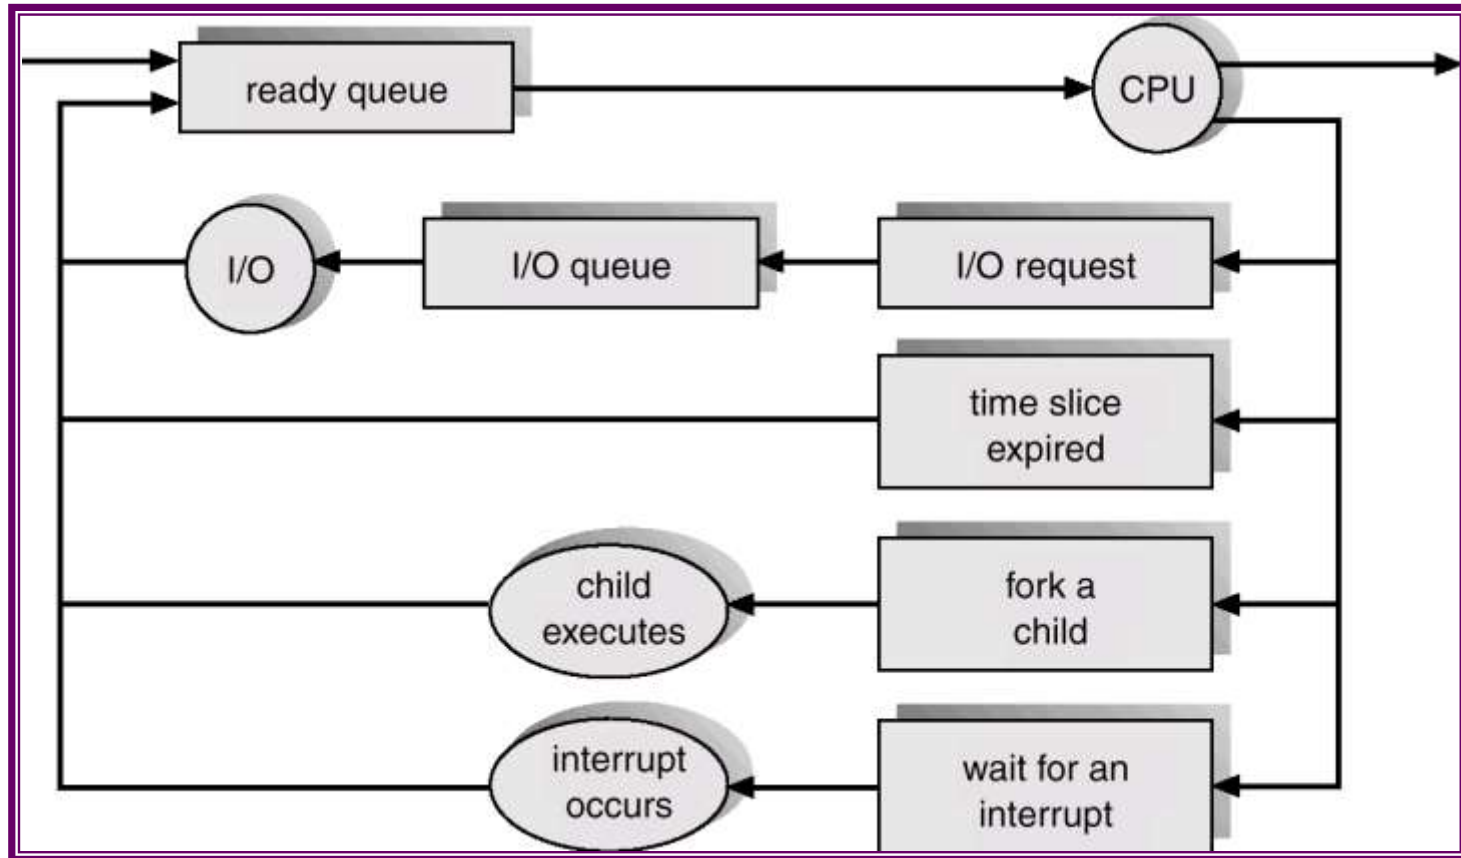 ready queue
CPU
I/O
I/O queue
I/O request
time slice
expired
child
executes
fork a
child
interrupt
occurs
wait for an
interrupt